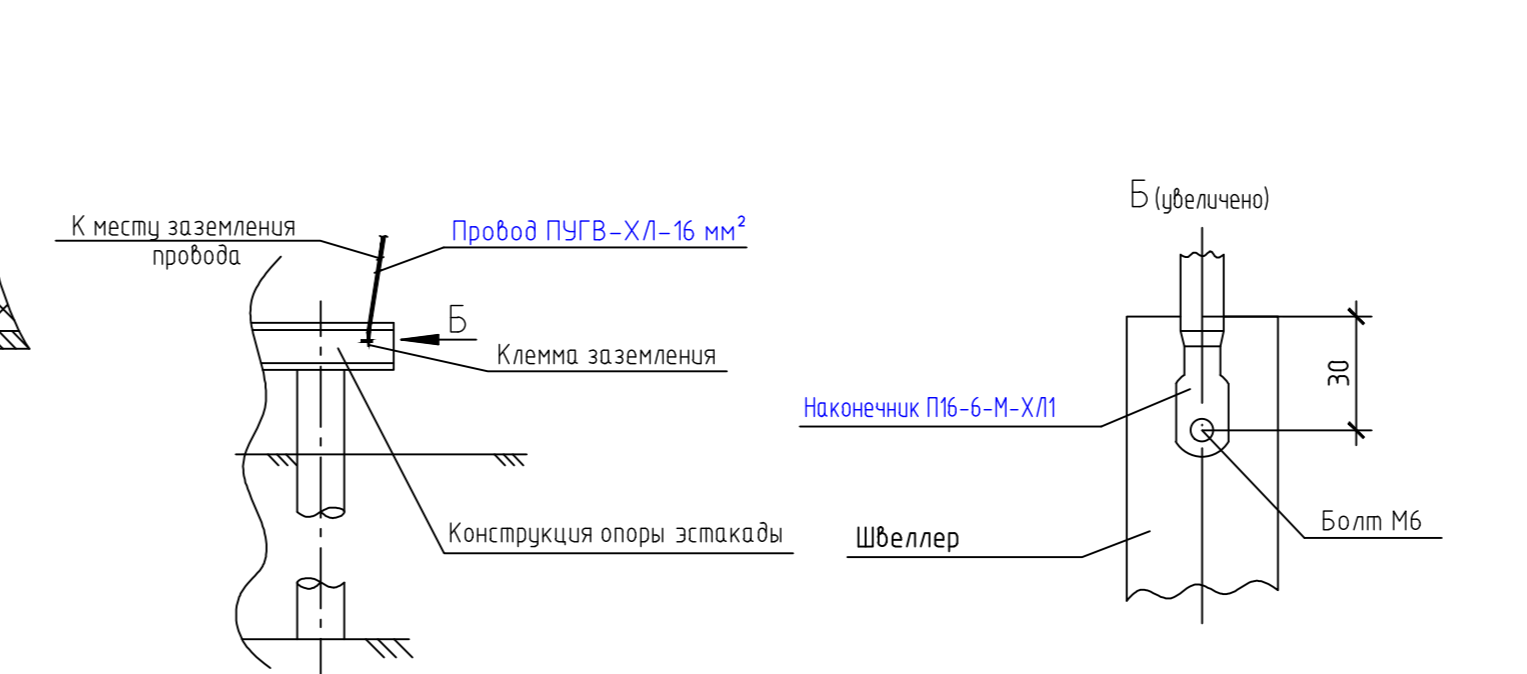 К месту заземления
провода
Провод ПУГВ-ХЛ-16 мм²
Б
Клемма заземления
Конструкция опоры эстакады
Б (увеличено)
30
Наконечник П16-6-М-ХЛ1
Болт М6
Швеллер